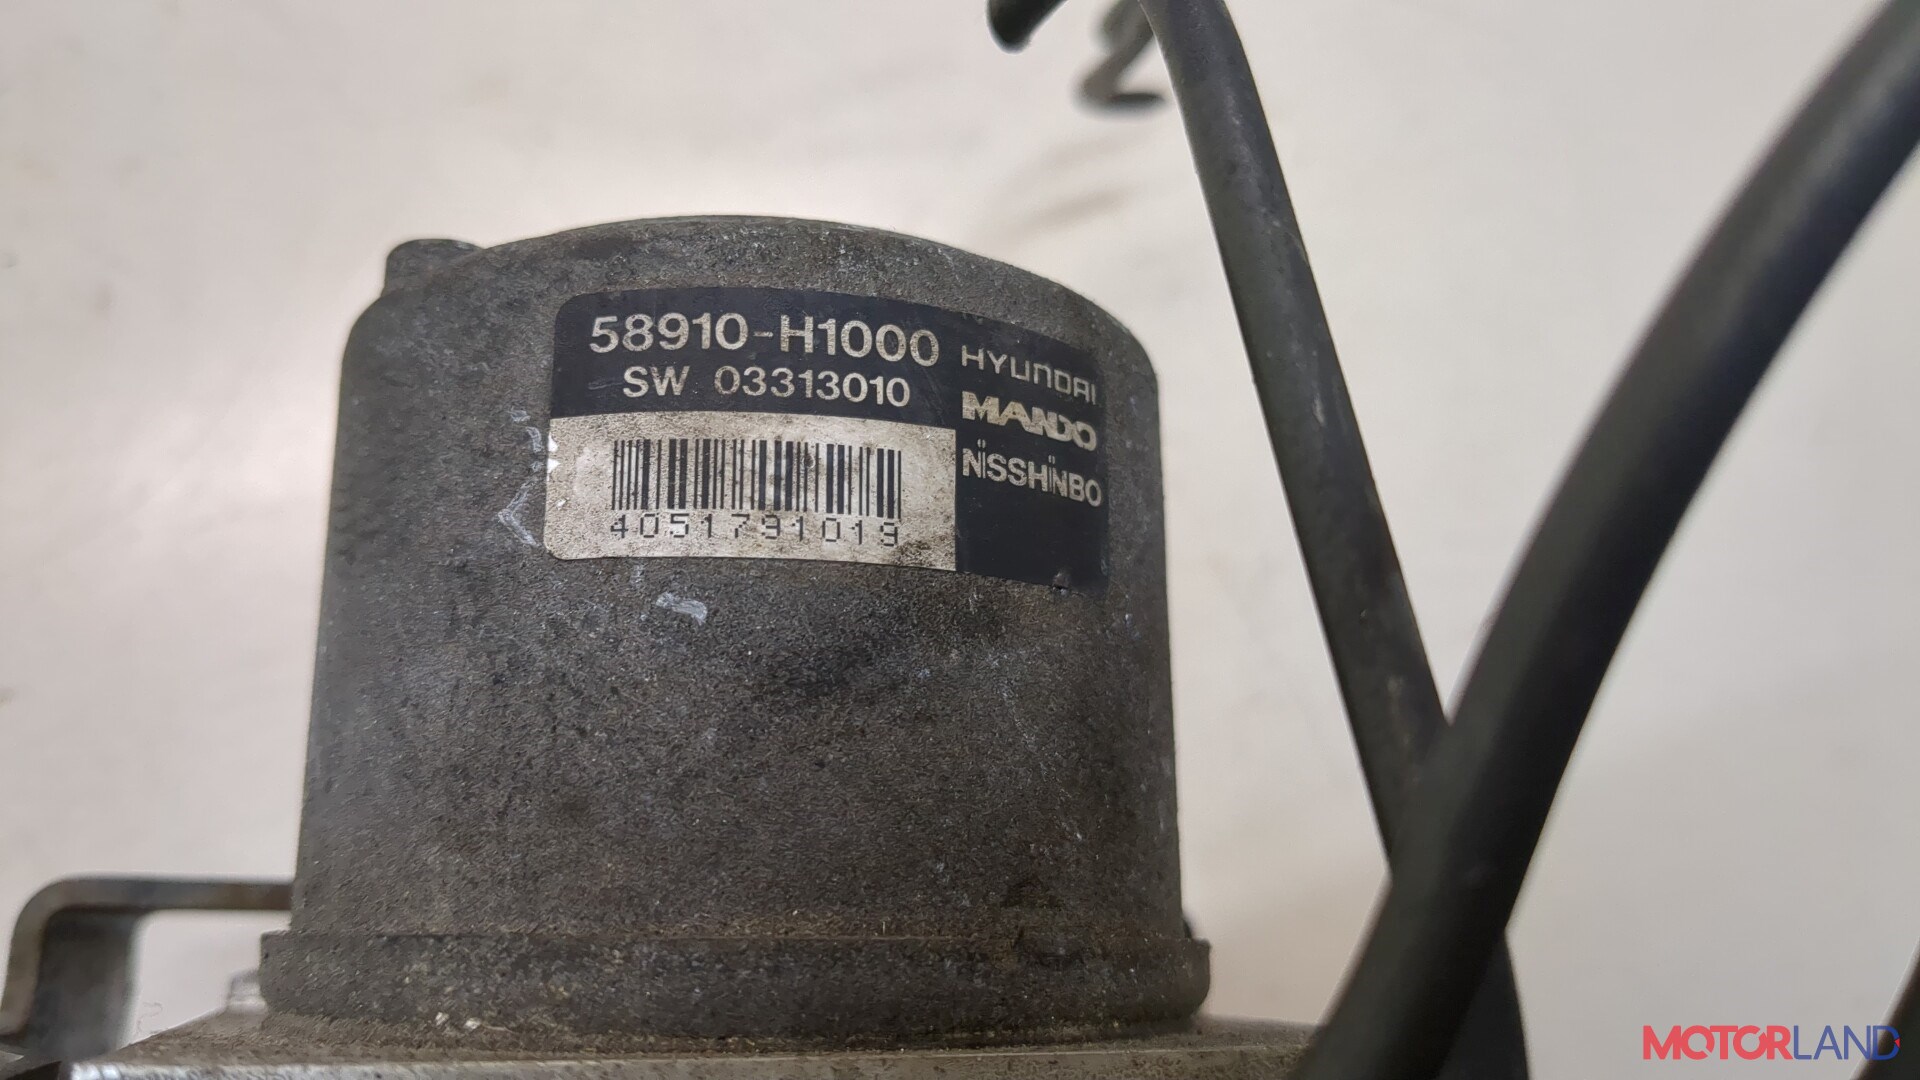 58910-H1000
SW 03313010
HYUNDAI
MANDO
NISSHINBO
4051791019
MOTORLAND